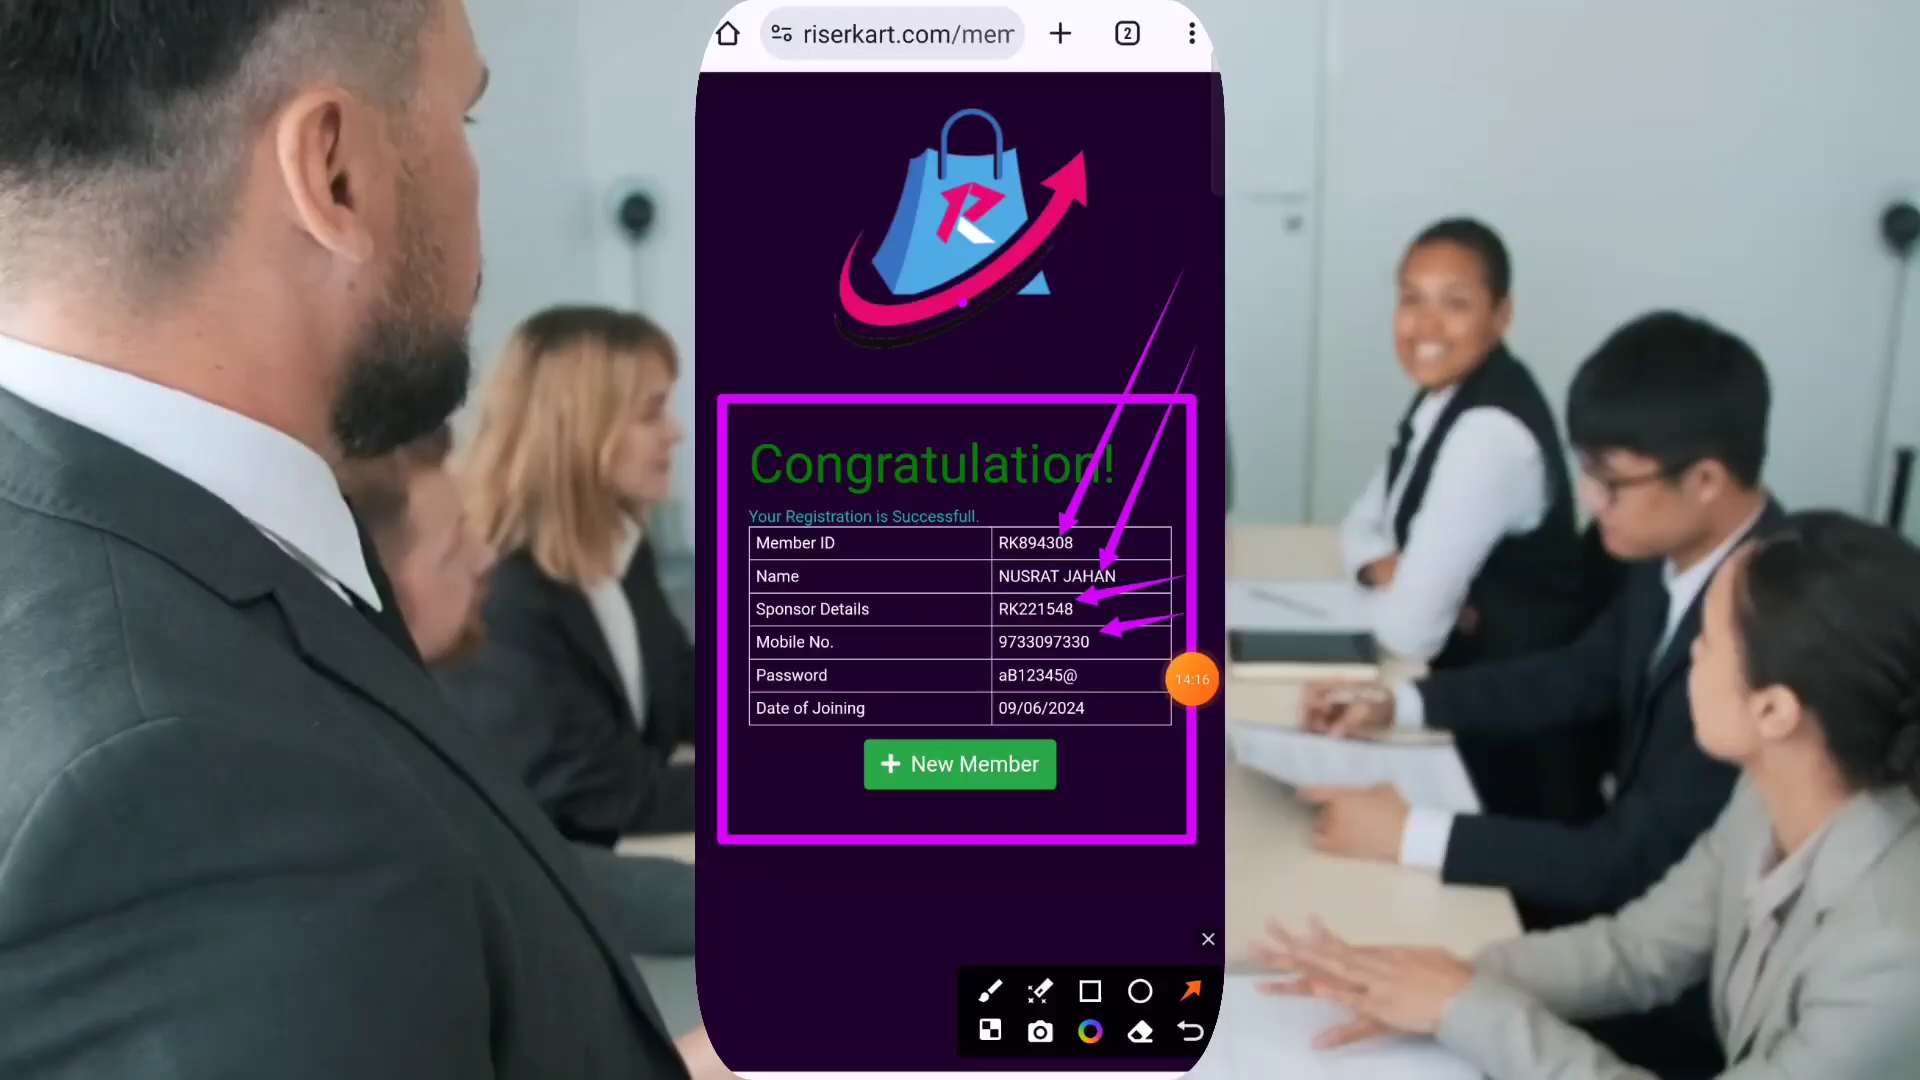 riserkart.com/mem
2
Congratulation!
Your Registration is Successfull.
Member ID RK894308
Name NUSRAT JAHAN
Sponsor Details RK221548
Mobile No. 9733097330
Password aB12345@
Date of Joining 09/06/2024
14:16
+ New Member